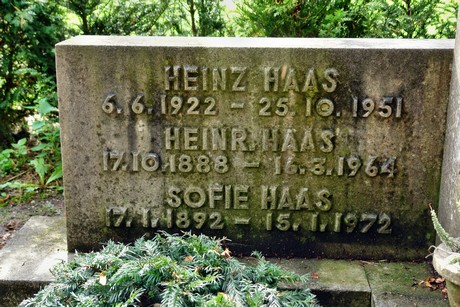 HEINZ HAAS
6.6.1922 - 25.10.1951
HEINR. HAAS
17.10.1888 - 16.3.1964
SOFIE HAAS
17.1.1892 - 15.1.1972